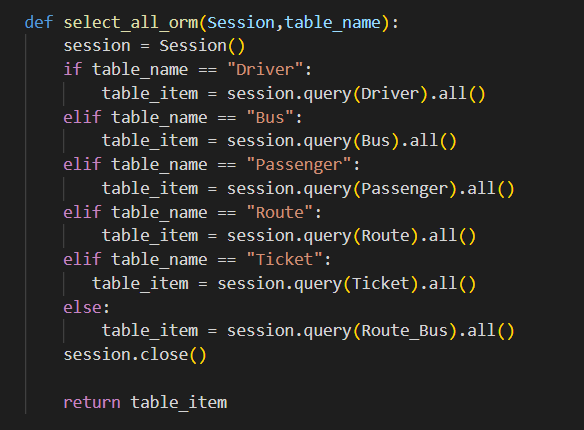 def select_all_orm(Session,table_name):
    session = Session()
    if table_name == "Driver":
        table_item = session.query(Driver).all()
    elif table_name == "Bus":
        table_item = session.query(Bus).all()
    elif table_name == "Passenger":
        table_item = session.query(Passenger).all()
    elif table_name == "Route":
        table_item = session.query(Route).all()
    elif table_name == "Ticket":
       table_item = session.query(Ticket).all()
    else:
        table_item = session.query(Route_Bus).all()
    session.close()

    return table_item